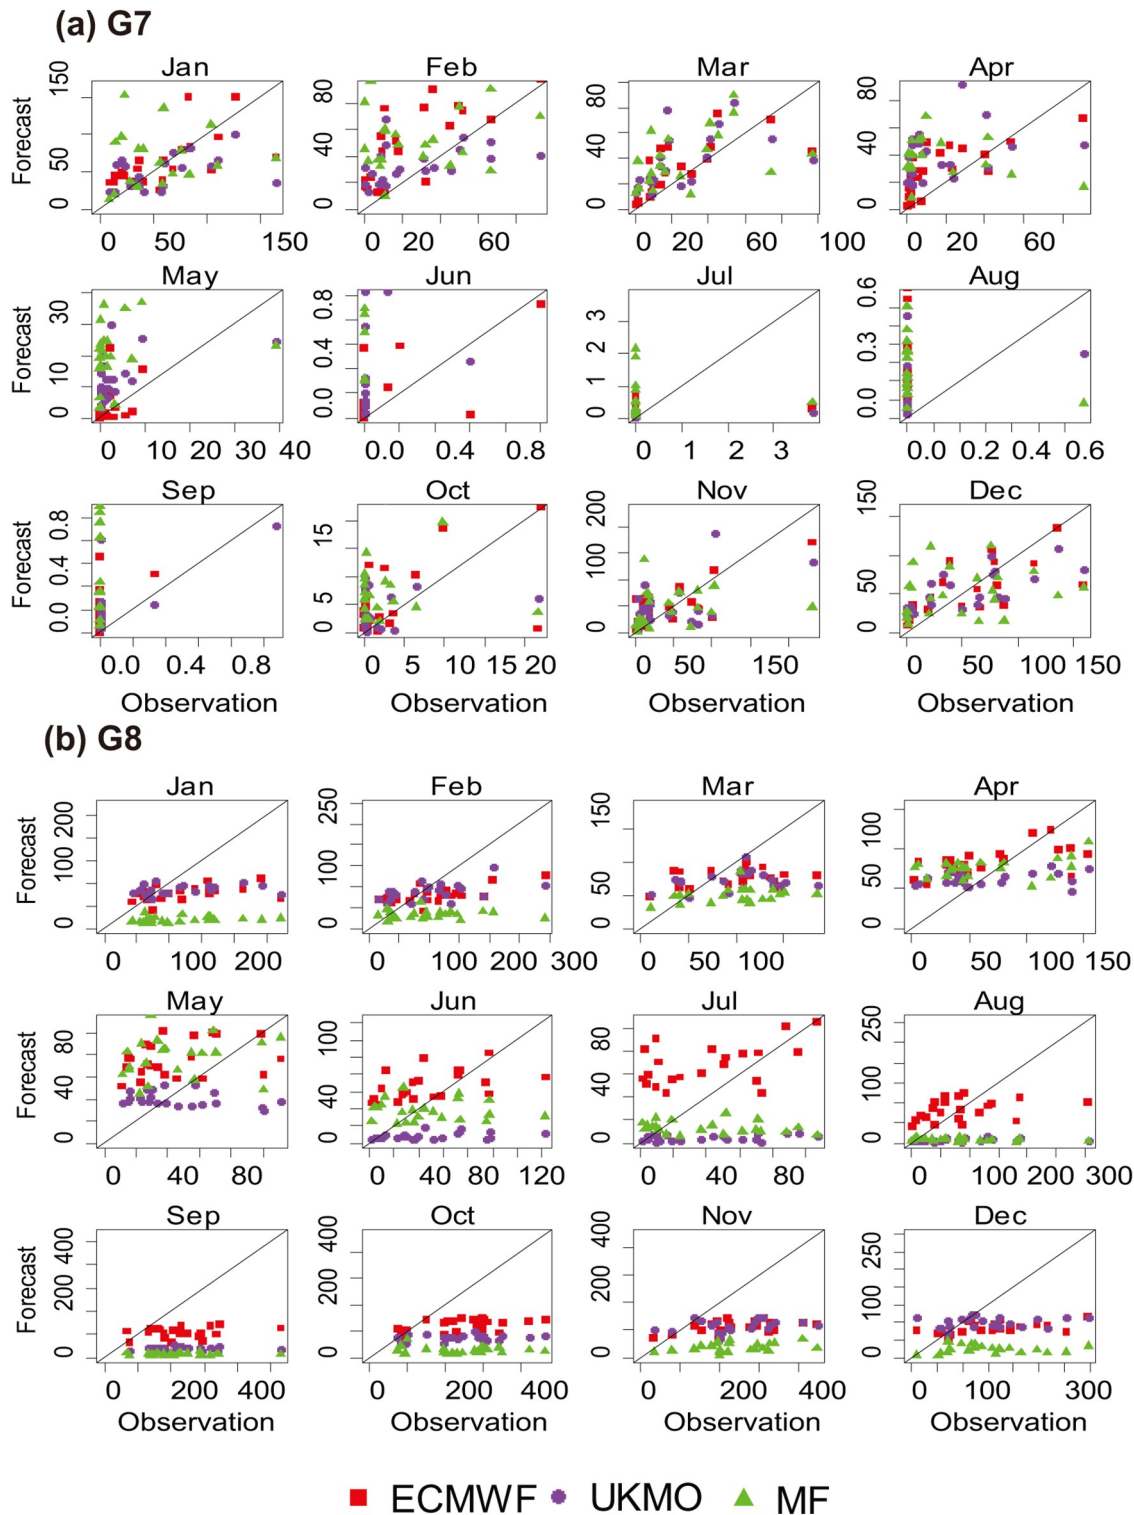 (a) G7
Jan Feb Mar Apr
Forecast
0 50 150
0 40 80
0 40 80
0 40 80
0 50 150
0 20 60
0 20 60 100
0 20 60
May Jun Jul Aug
Forecast
0 10 30
0.0 0.4 0.8
0 1 2 3
0.0 0.3 0.6
0 10 20 30 40
0.0 0.4 0.8
0 1 2 3
0.0 0.2 0.4 0.6
Sep Oct Nov Dec
Forecast
0.0 0.4 0.8
0 5 15
0 100 200
0 50 150
0.0 0.4 0.8
0 5 10 15 20
0 50 150
0 50 100 150
Observation Observation Observation Observation
(b) G8
Jan Feb Mar Apr
Forecast
0 100 200
0 100 250
0 50 150
0 50 100
0 100 200
0 100 200 300
0 50 100
0 50 100 150
May Jun Jul Aug
Forecast
0 40 80
0 40 100
0 40 80
0 100 250
0 40 80
0 40 80 120
0 40 80
0 100 200 300
Sep Oct Nov Dec
Forecast
0 200 400
0 200 400
0 200 400
0 100 250
0 200 400
0 200 400
0 200 400
0 100 300
Observation Observation Observation Observation
ECMWF UKMO MF